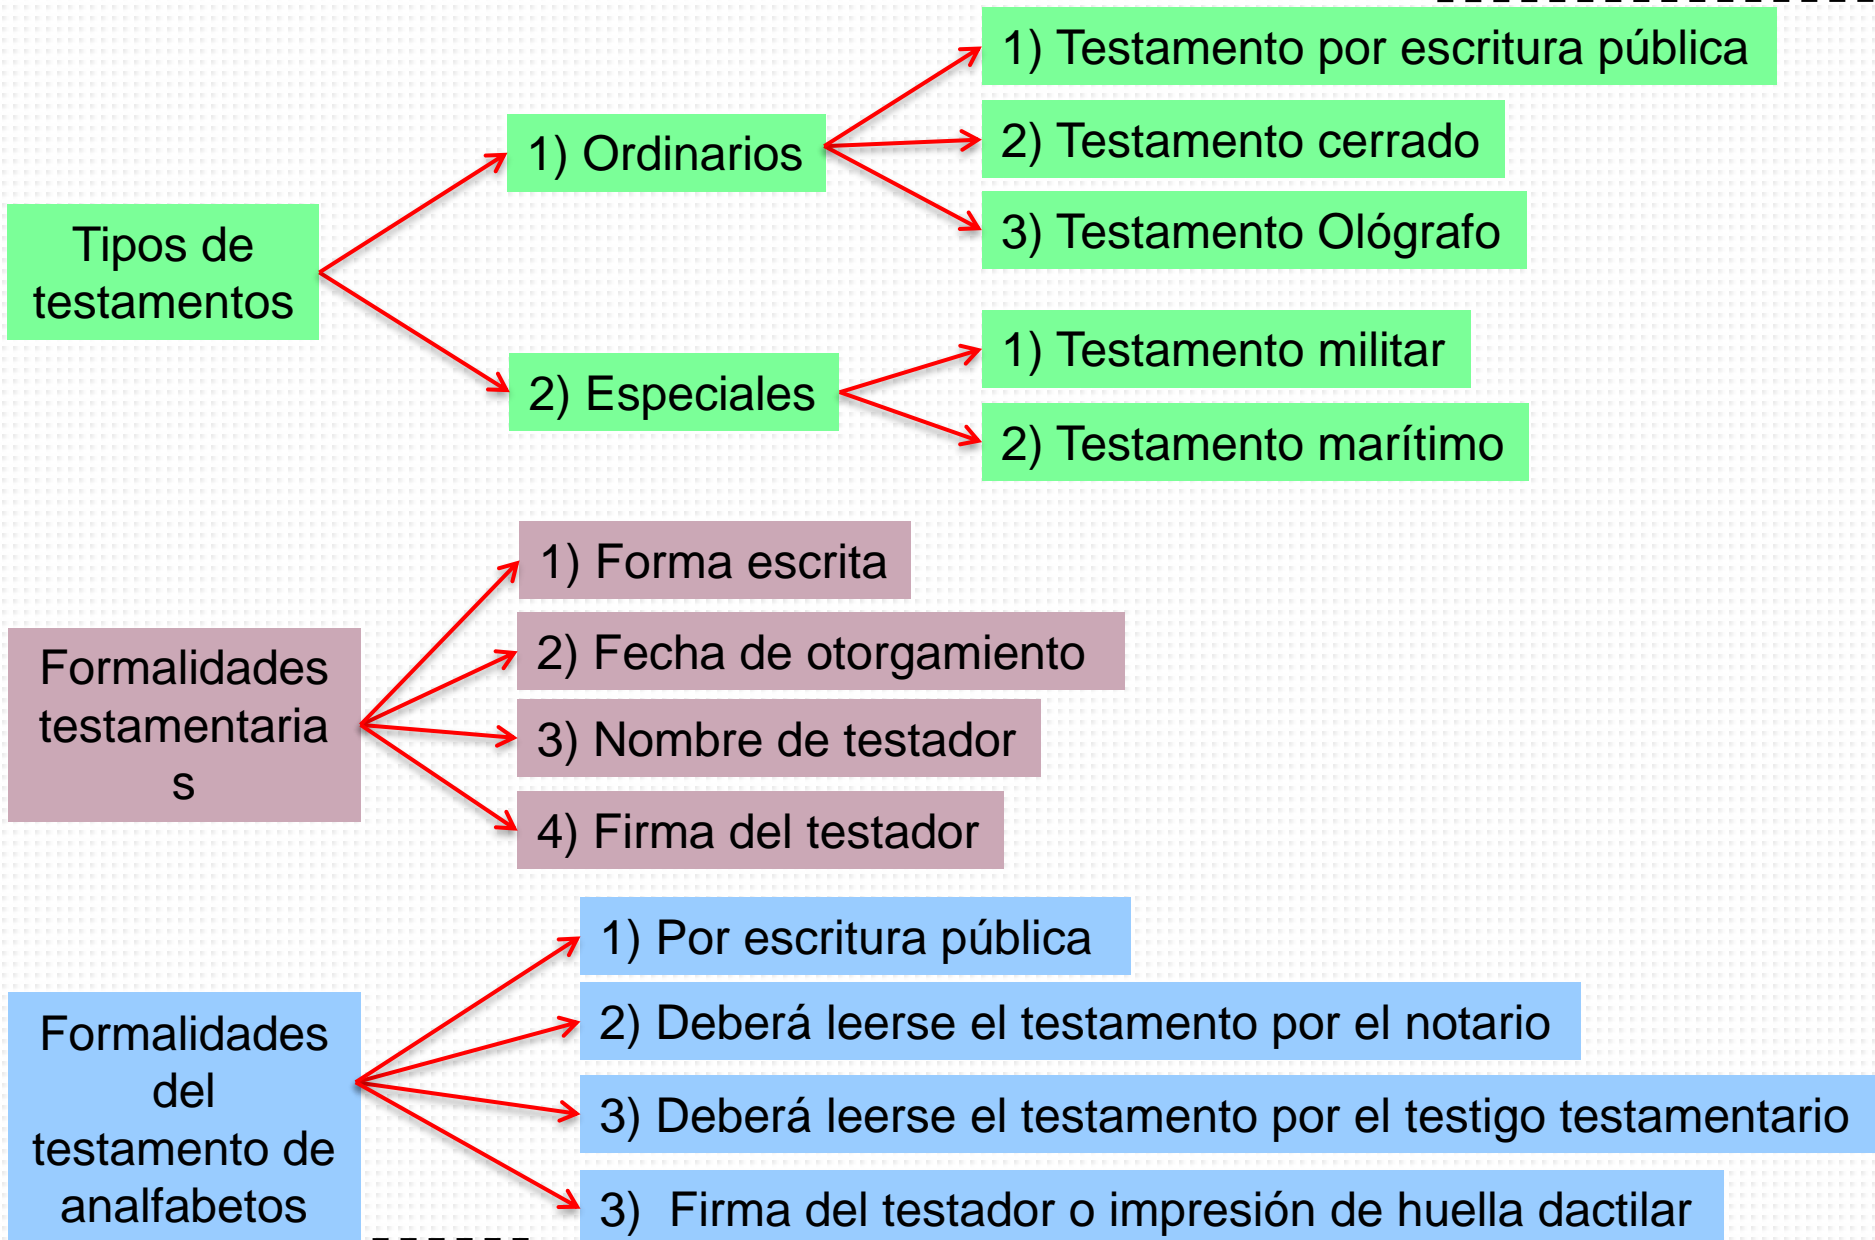 Tipos de
testamentos
1) Ordinarios
1) Testamento por escritura pública
2) Testamento cerrado
3) Testamento Ológrafo
2) Especiales
1) Testamento militar
2) Testamento marítimo
Formalidades
testamentaria
s
1) Forma escrita
2) Fecha de otorgamiento
3) Nombre de testador
4) Firma del testador
Formalidades
del
testamento de
analfabetos
1) Por escritura pública
2) Deberá leerse el testamento por el notario
3) Deberá leerse el testamento por el testigo testamentario
3) Firma del testador o impresión de huella dactilar